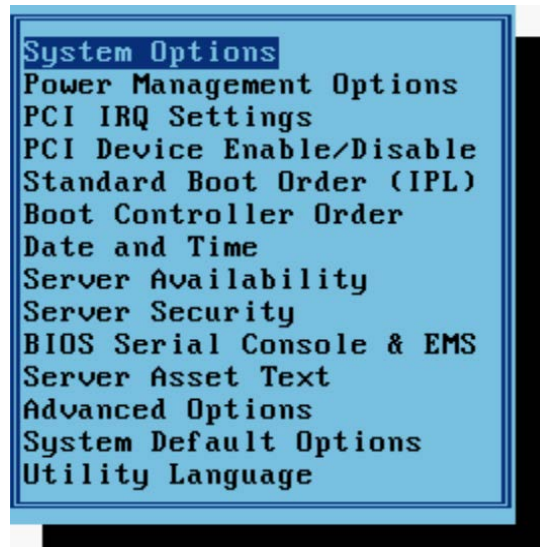 System Options
Power Management Options
PCI IRQ Settings
PCI Device Enable/Disable
Standard Boot Order (IPL)
Boot Controller Order
Date and Time
Server Availability
Server Security
BIOS Serial Console & EMS
Server Asset Text
Advanced Options
System Default Options
Utility Language